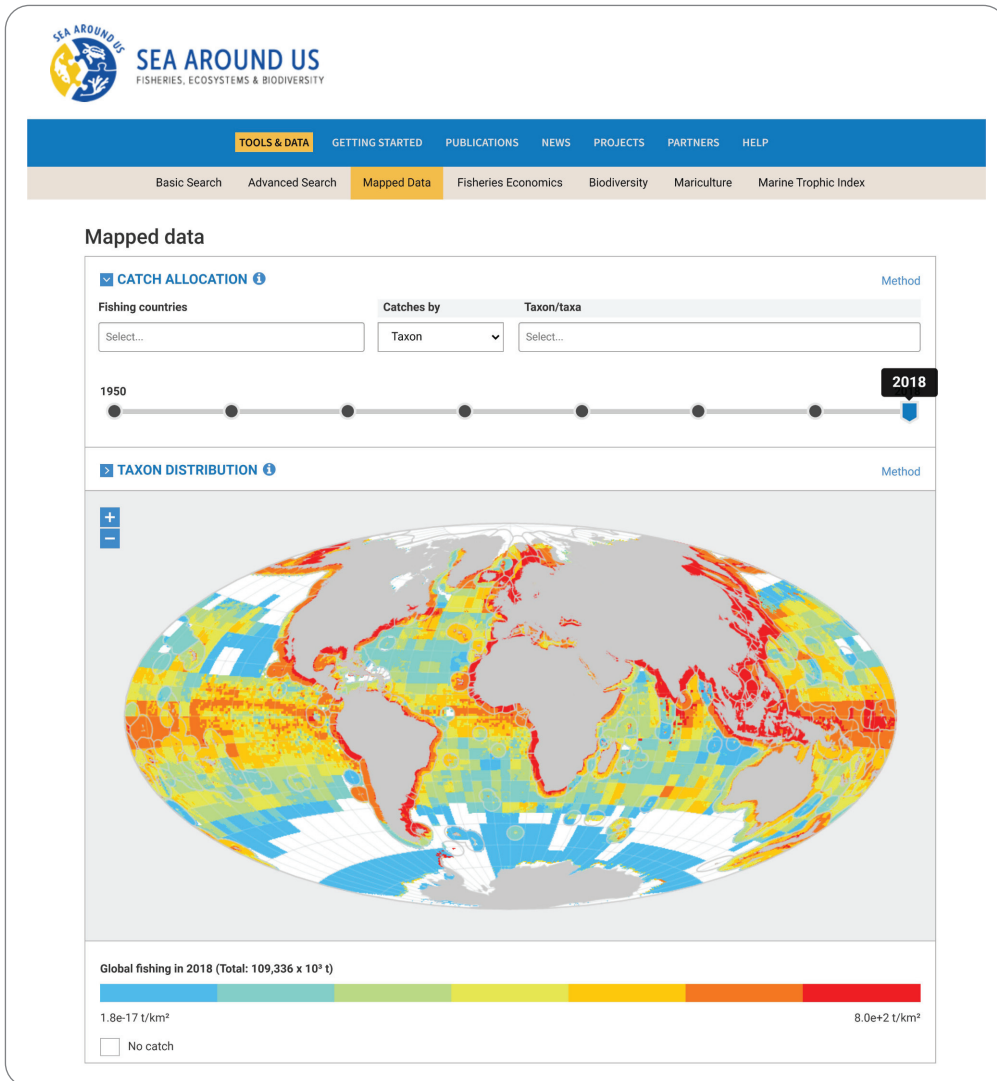 SEA AROUND US
SEA AROUND US
FISHERIES, ECOSYSTEMS & BIODIVERSITY
TOOLS & DATA GETTING STARTED PUBLICATIONS NEWS PROJECTS PARTNERS HELP
Basic Search Advanced Search Mapped Data Fisheries Economics Biodiversity Mariculture Marine Trophic Index
Mapped data
CATCH ALLOCATION Method
Fishing countries Catches by Taxon/taxa
Select... Taxon Select...
1950 2018
TAXON DISTRIBUTION Method
+
−
Global fishing in 2018 (Total: 109,336 x 10³ t)
1.8e-17 t/km² 8.0e+2 t/km²
No catch